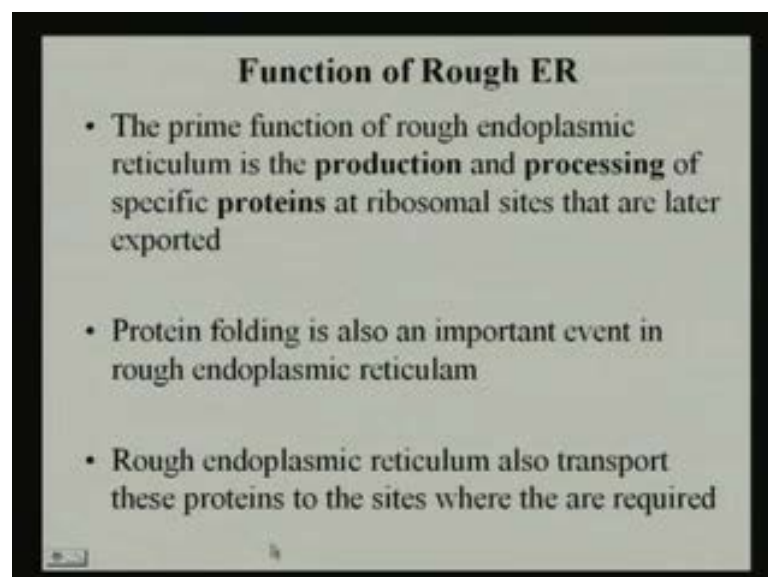 Function of Rough ER
• The prime function of rough endoplasmic
reticulum is the production and processing of
specific proteins at ribosomal sites that are later
exported
• Protein folding is also an important event in
rough endoplasmic reticulam
• Rough endoplasmic reticulum also transport
these proteins to the sites where the are required